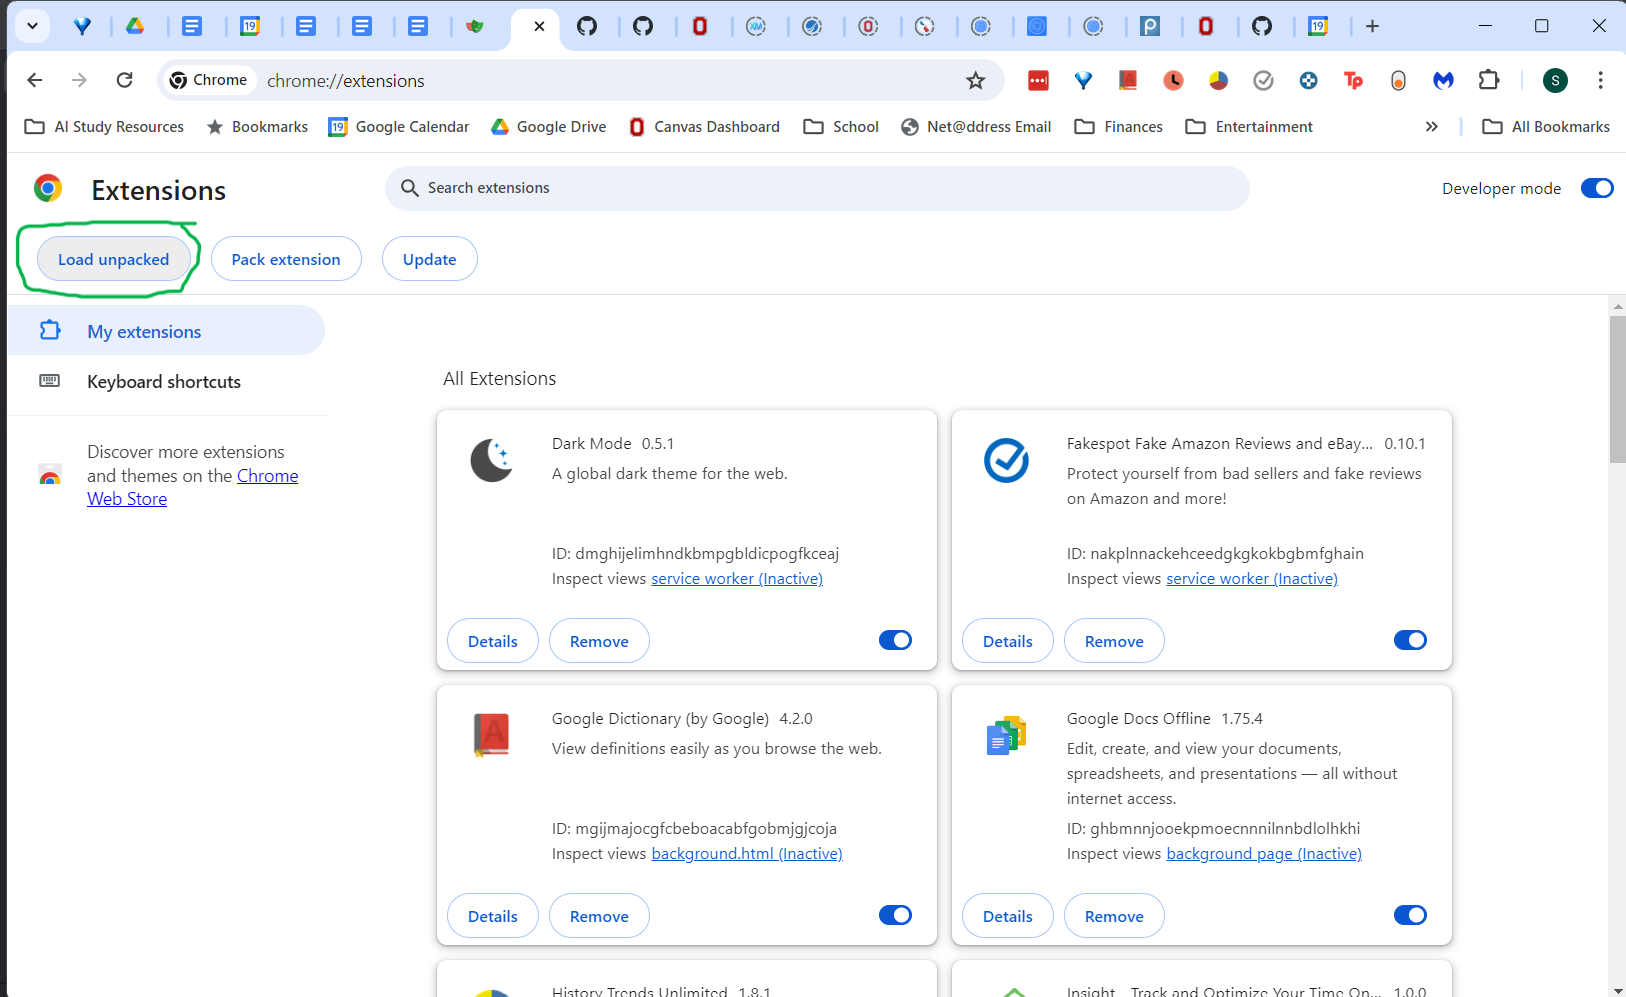 Chrome chrome://extensions
AI Study Resources Bookmarks Google Calendar Google Drive Canvas Dashboard School Net@ddress Email Finances Entertainment » All Bookmarks
Extensions Search extensions Developer mode
Load unpacked Pack extension Update
My extensions
Keyboard shortcuts
Discover more extensions
and themes on the Chrome
Web Store
All Extensions
Dark Mode 0.5.1
A global dark theme for the web.
ID: dmghijelimhndkbmpgbldicpogfkceaj
Inspect views service worker (Inactive)
Details Remove
Fakespot Fake Amazon Reviews and eBay... 0.10.1
Protect yourself from bad sellers and fake reviews
on Amazon and more!
ID: nakplnnackehceedgkgkokbgbmfghain
Inspect views service worker (Inactive)
Details Remove
Google Dictionary (by Google) 4.2.0
View definitions easily as you browse the web.
ID: mgijmajocgfcbeboacabfgobmjgjcoja
Inspect views background.html (Inactive)
Details Remove
Google Docs Offline 1.75.4
Edit, create, and view your documents,
spreadsheets, and presentations — all without
internet access.
ID: ghbmnnjooekpmoecnnnilnnbdlolhkhi
Inspect views background page (Inactive)
Details Remove
History Trends Unlimited 1.8.1
Insight - Track and Optimize Your Time On... 1.0.0